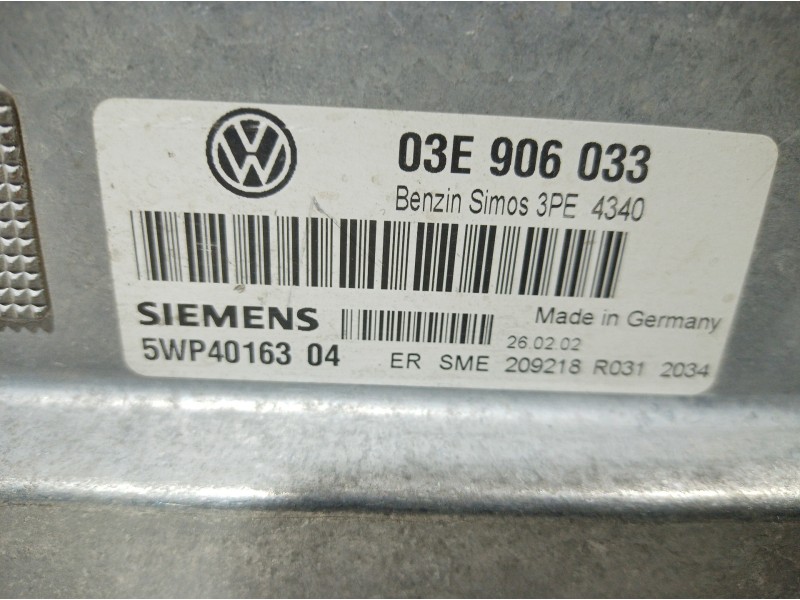 VW
03E 906 033
Benzin Simos 3PE 4340
SIEMENS
Made in Germany
26.02.02
5WP40163 04
ER SME 209218 R031 2034